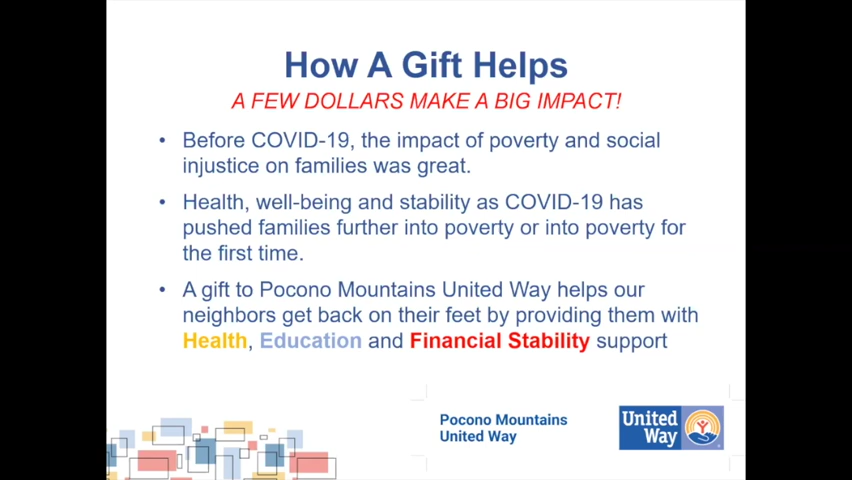 How A Gift Helps
A FEW DOLLARS MAKE A BIG IMPACT!
• Before COVID-19, the impact of poverty and social
injustice on families was great.
• Health, well-being and stability as COVID-19 has
pushed families further into poverty or into poverty for
the first time.
• A gift to Pocono Mountains United Way helps our
neighbors get back on their feet by providing them with
Health, Education and Financial Stability support
Pocono Mountains
United Way
United
Way